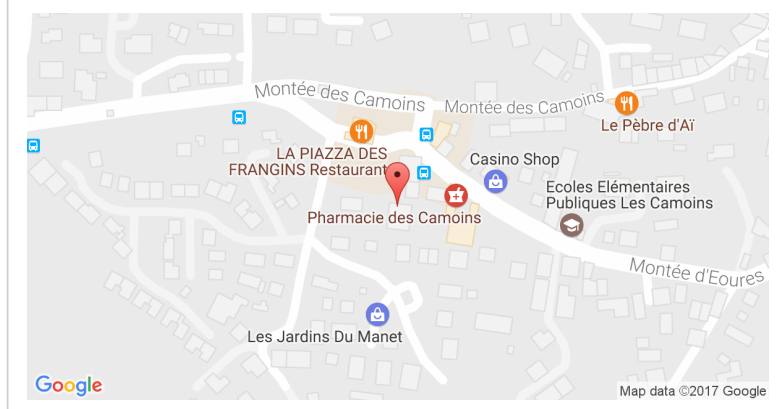 Montée des Camoins
Montée des Camoins
Le Pèbre d'Aï
LA PIAZZA DES
FRANGINS Restaurant
Casino Shop
Ecoles Elémentaires
Publiques Les Camoins
Pharmacie des Camoins
Montée d'Eoures
Les Jardins Du Manet
Google
Map data ©2017 Google